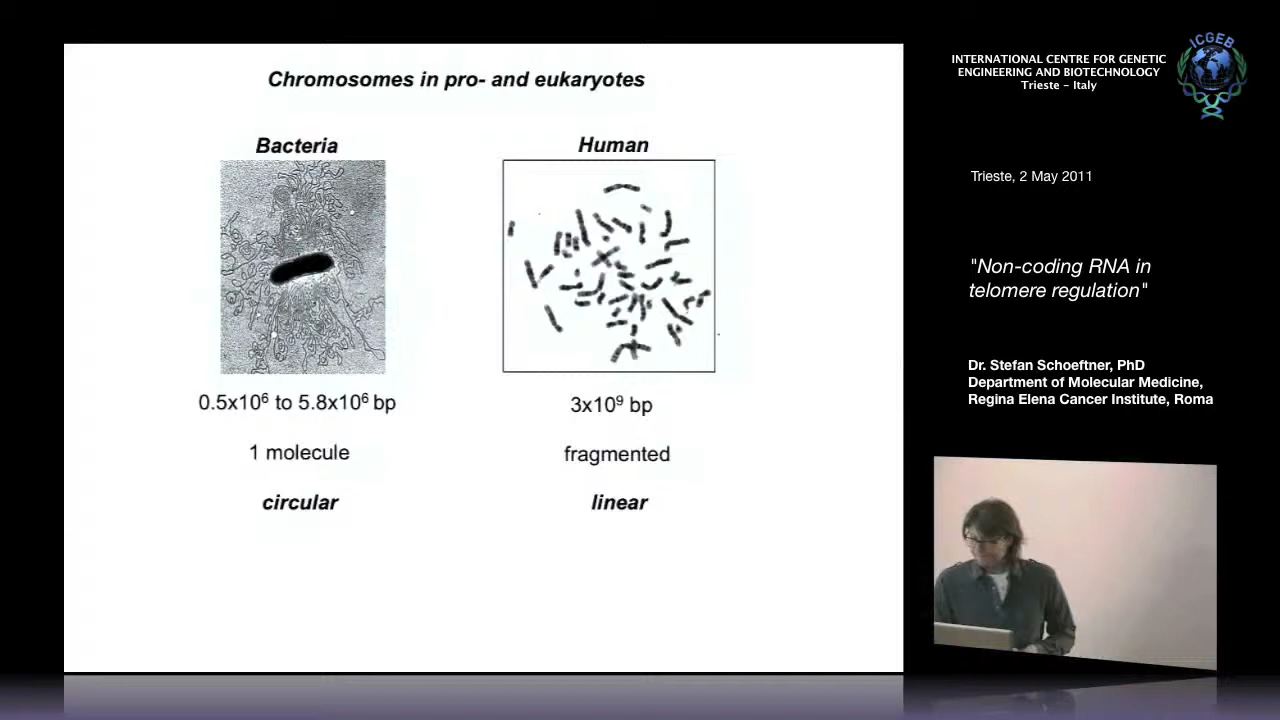 Chromosomes in pro- and eukaryotes
Bacteria
Human
0.5x10⁶ to 5.8x10⁶ bp
3x10⁹ bp
1 molecule
fragmented
circular
linear
INTERNATIONAL CENTRE FOR GENETIC
ENGINEERING AND BIOTECHNOLOGY
Trieste - Italy
ICGEB
Trieste, 2 May 2011
"Non-coding RNA in
telomere regulation"
Dr. Stefan Schoeftner, PhD
Department of Molecular Medicine,
Regina Elena Cancer Institute, Roma